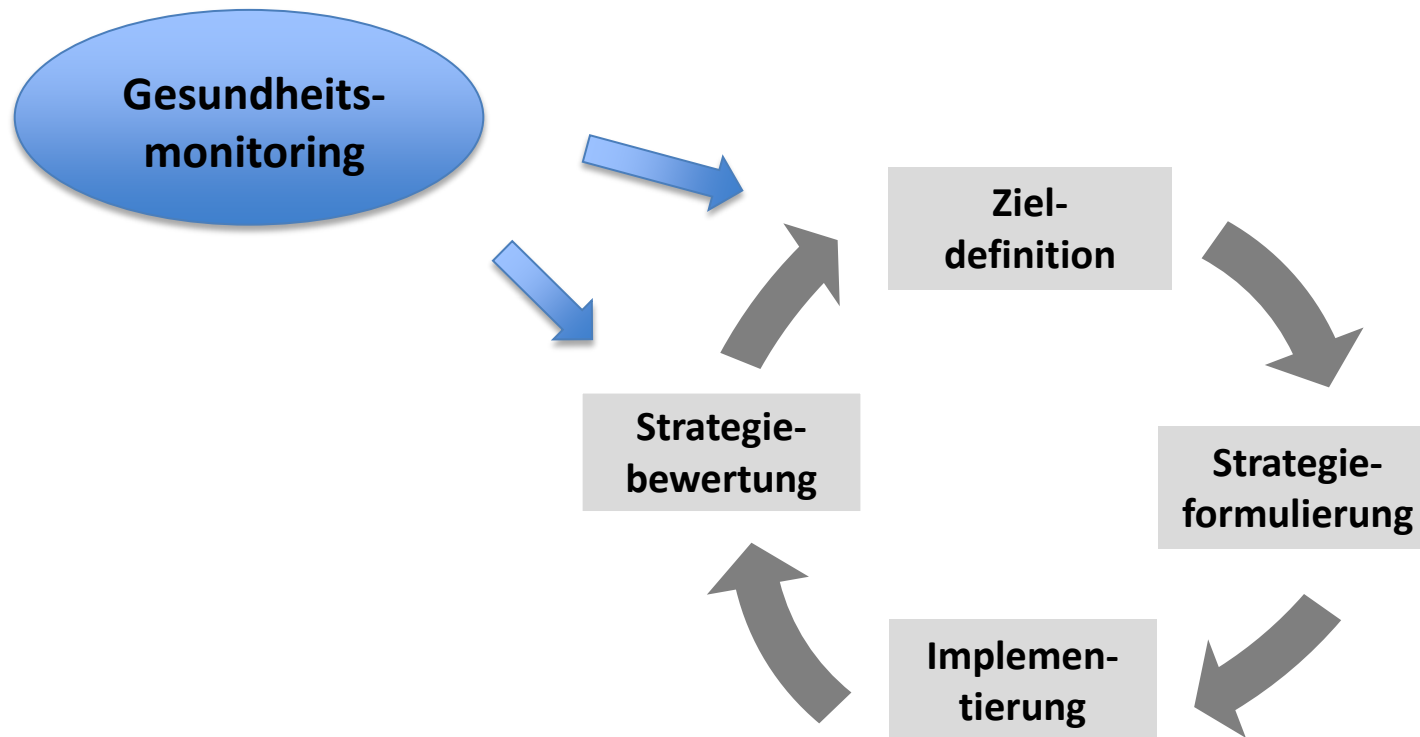 Gesundheits-
monitoring
Ziel-
definition
Strategie-
formulierung
Implemen-
tierung
Strategie-
bewertung